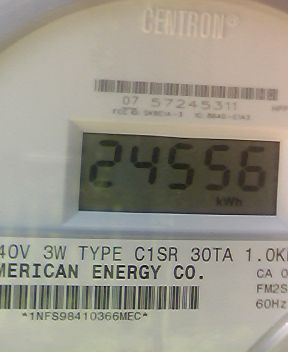 CENTRON®
07 57245311
24556
kWh
40V 3W TYPE C1SR 30TA 1.0K
MERICAN ENERGY CO.
CA 0
FM2S
60Hz
*1NFS98410366MEC*